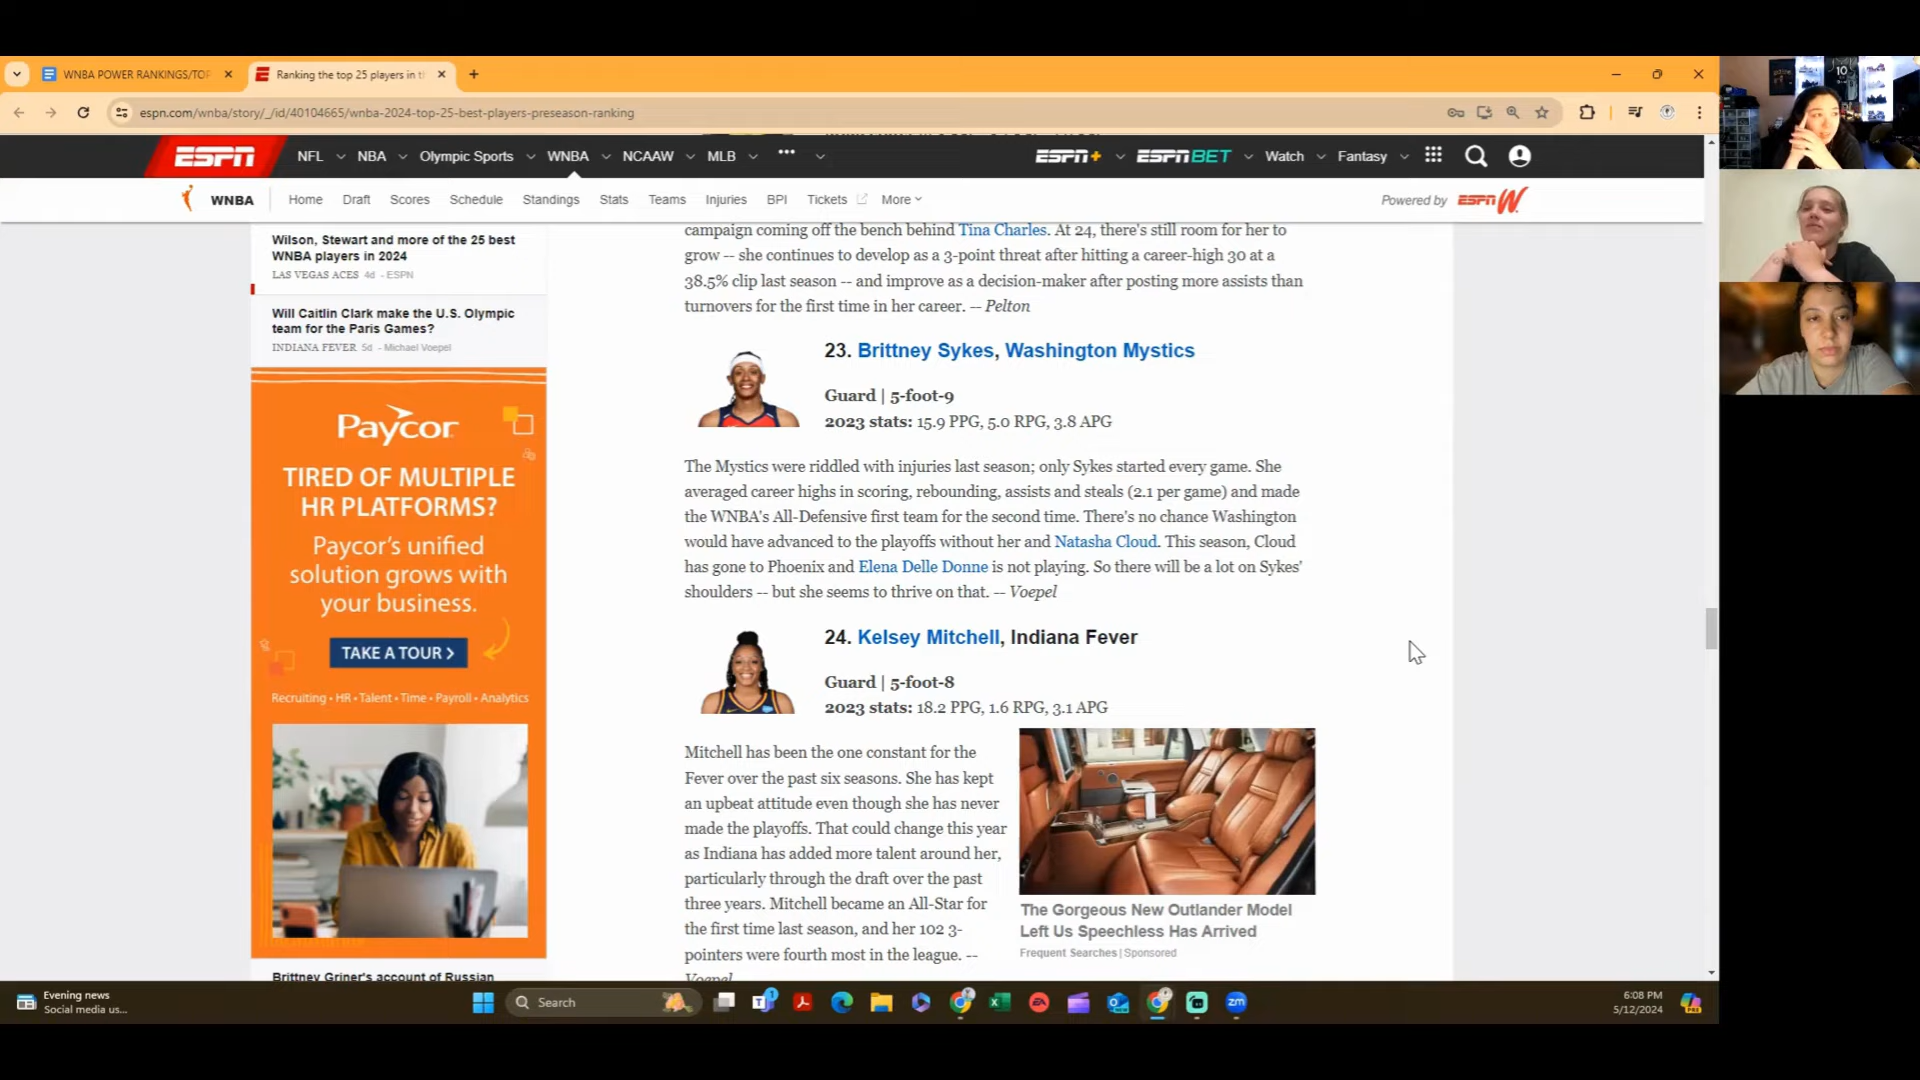 WNBA POWER RANKINGS/TOP
Ranking the top 25 players in th
espn.com/wnba/story/_/id/40104665/wnba-2024-top-25-best-players-preseason-ranking
ESPN NFL NBA Olympic Sports WNBA NCAAW MLB ••• ESPN+ ESPN BET Watch Fantasy
WNBA Home Draft Scores Schedule Standings Stats Teams Injuries BPI Tickets More Powered by ESPN W
Wilson, Stewart and more of the 25 best
WNBA players in 2024
LAS VEGAS ACES 4d - ESPN
Will Caitlin Clark make the U.S. Olympic
team for the Paris Games?
INDIANA FEVER 5d - Michael Voepel
Paycor
TIRED OF MULTIPLE
HR PLATFORMS?
Paycor's unified
solution grows with
your business.
TAKE A TOUR >
Recruiting • HR • Talent • Time • Payroll • Analytics
Brittney Griner's account of Russian
campaign coming off the bench behind Tina Charles. At 24, there's still room for her to
grow -- she continues to develop as a 3-point threat after hitting a career-high 30 at a
38.5% clip last season -- and improve as a decision-maker after posting more assists than
turnovers for the first time in her career. -- Pelton
23. Brittney Sykes, Washington Mystics
Guard | 5-foot-9
2023 stats: 15.9 PPG, 5.0 RPG, 3.8 APG
The Mystics were riddled with injuries last season; only Sykes started every game. She
averaged career highs in scoring, rebounding, assists and steals (2.1 per game) and made
the WNBA's All-Defensive first team for the second time. There's no chance Washington
would have advanced to the playoffs without her and Natasha Cloud. This season, Cloud
has gone to Phoenix and Elena Delle Donne is not playing. So there will be a lot on Sykes'
shoulders -- but she seems to thrive on that. -- Voepel
24. Kelsey Mitchell, Indiana Fever
Guard | 5-foot-8
2023 stats: 18.2 PPG, 1.6 RPG, 3.1 APG
Mitchell has been the one constant for the
Fever over the past six seasons. She has kept
an upbeat attitude even though she has never
made the playoffs. That could change this year
as Indiana has added more talent around her,
particularly through the draft over the past
three years. Mitchell became an All-Star for
the first time last season, and her 102 3-
pointers were fourth most in the league. --
Voepel
The Gorgeous New Outlander Model
Left Us Speechless Has Arrived
Frequent Searches | Sponsored
10
Evening news
Social media us...
Search
zm
6:08 PM
5/12/2024